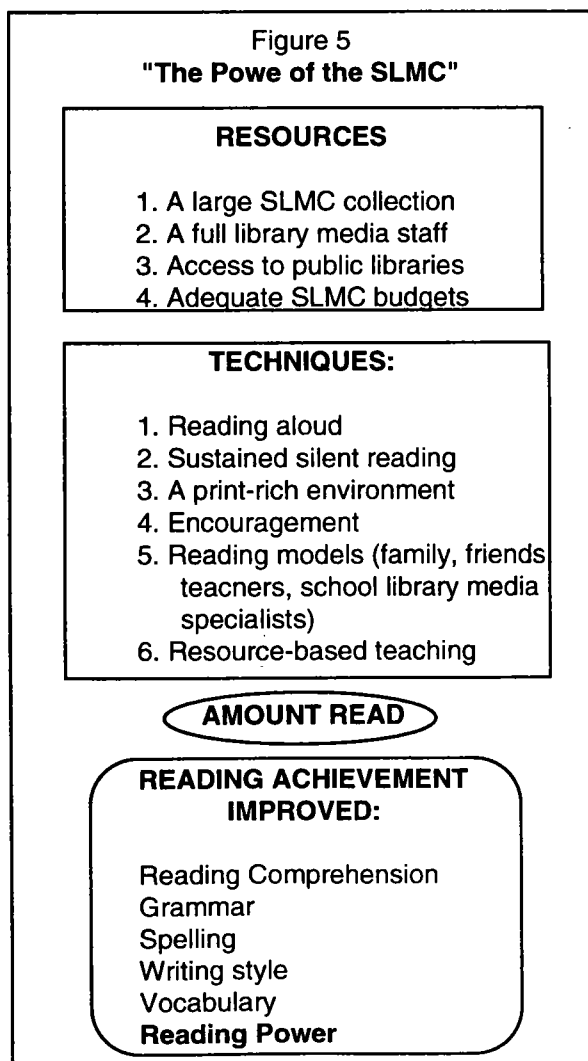 Figure 5
"The Powe of the SLMC"
RESOURCES
1. A large SLMC collection
2. A full library media staff
3. Access to public libraries
4. Adequate SLMC budgets
TECHNIQUES:
1. Reading aloud
2. Sustained silent reading
3. A print-rich environment
4. Encouragement
5. Reading models (family, friends
teacners, school library media
specialists)
6. Resource-based teaching
AMOUNT READ
READING ACHIEVEMENT
IMPROVED:
Reading Comprehension
Grammar
Spelling
Writing style
Vocabulary
Reading Power